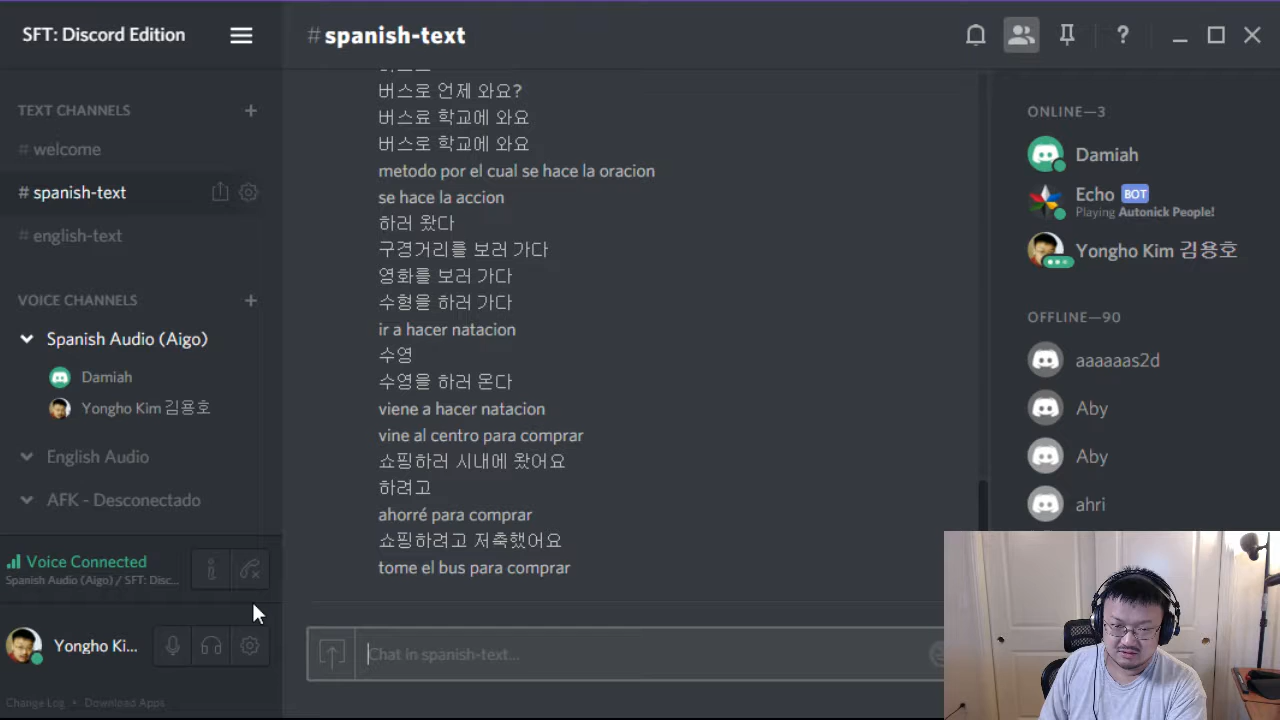 SFT: Discord Edition
#spanish-text
TEXT CHANNELS
# welcome
# spanish-text
# english-text
VOICE CHANNELS
Spanish Audio (Aigo)
Damiah
Yongho Kim 김용호
English Audio
AFK - Desconectado
Voice Connected
Spanish Audio (Aigo) / SFT: Disc...
Yongho Ki...
Change Log • Download Apps
버스로 언제 와요?
버스료 학교에 와요
버스로 학교에 와요
metodo por el cual se hace la oracion
se hace la accion
하러 왔다
구경거리를 보러 가다
영화를 보러 가다
수형을 하러 가다
ir a hacer natacion
수영
수영을 하러 온다
viene a hacer natacion
vine al centro para comprar
쇼핑하러 시내에 왔어요
하려고
ahorré para comprar
쇼핑하려고 저축했어요
tome el bus para comprar
Chat in spanish-text...
ONLINE—3
Damiah
Echo BOT
Playing Autonick People!
Yongho Kim 김용호
OFFLINE—90
aaaaaas2d
Aby
Aby
ahri